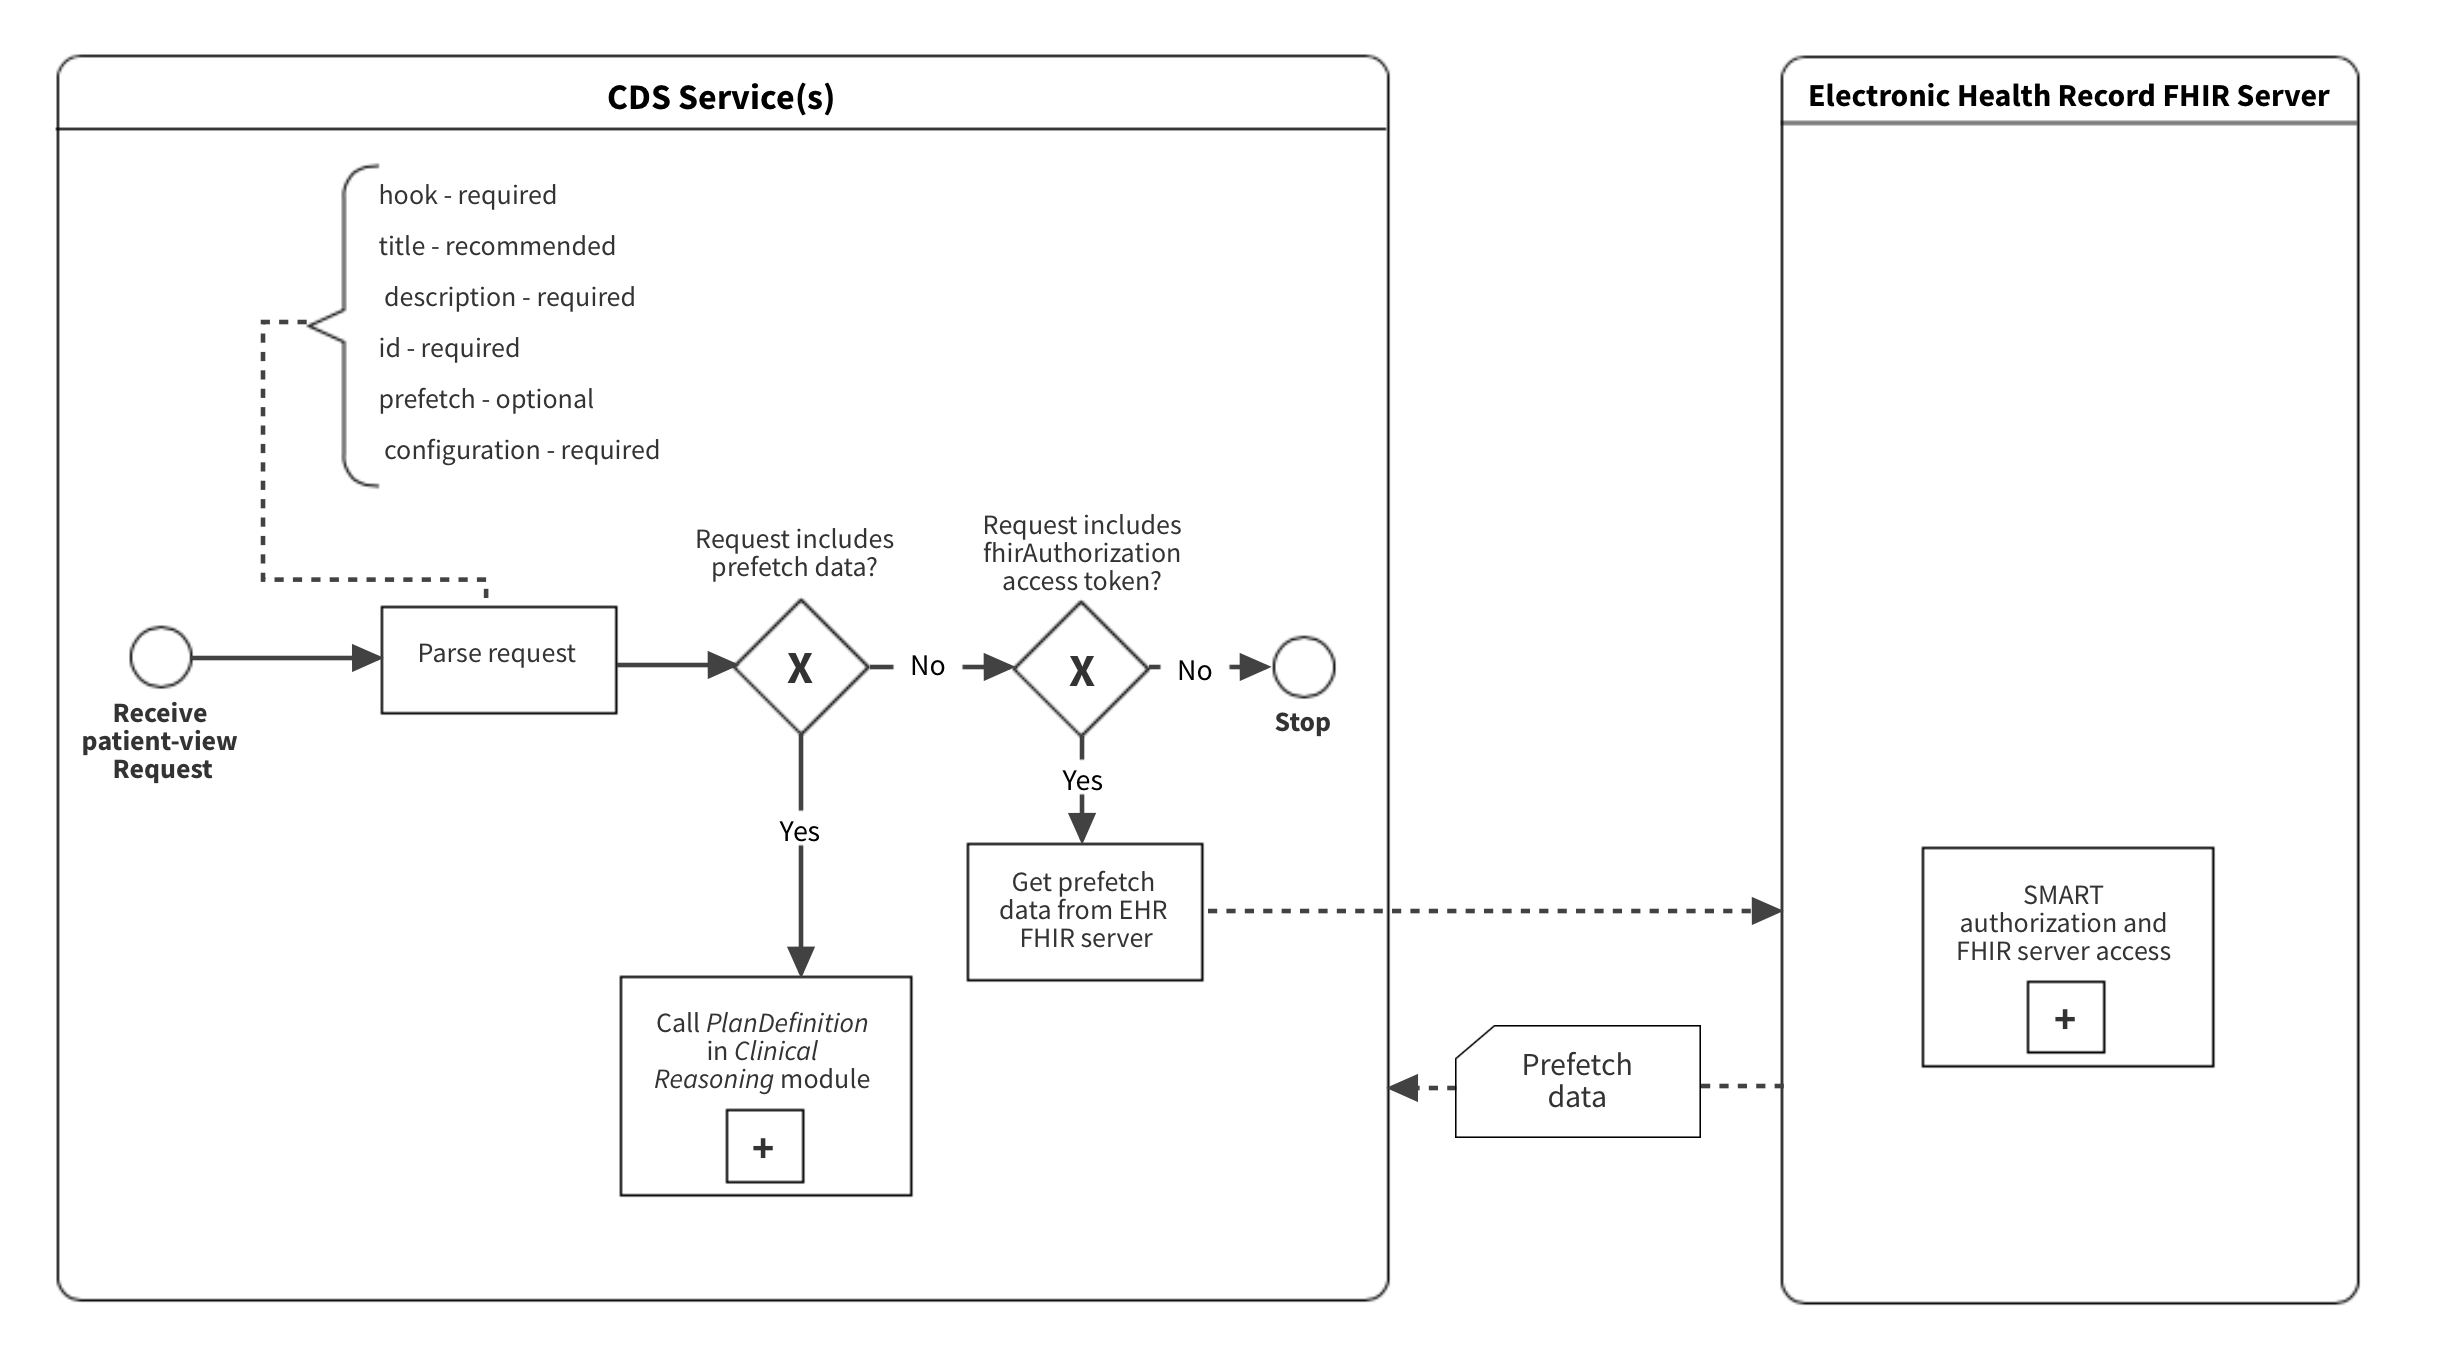 CDS Service(s)
Electronic Health Record FHIR Server
hook - required
title - recommended
description - required
id - required
prefetch - optional
configuration - required
Request includes
prefetch data?
Request includes
fhirAuthorization
access token?
Parse request
X
No
X
No
Receive
patient-view
Request
Stop
Yes
Yes
Get prefetch
data from EHR
FHIR server
SMART
authorization and
FHIR server access
+
Call PlanDefinition
in Clinical
Reasoning module
+
Prefetch
data